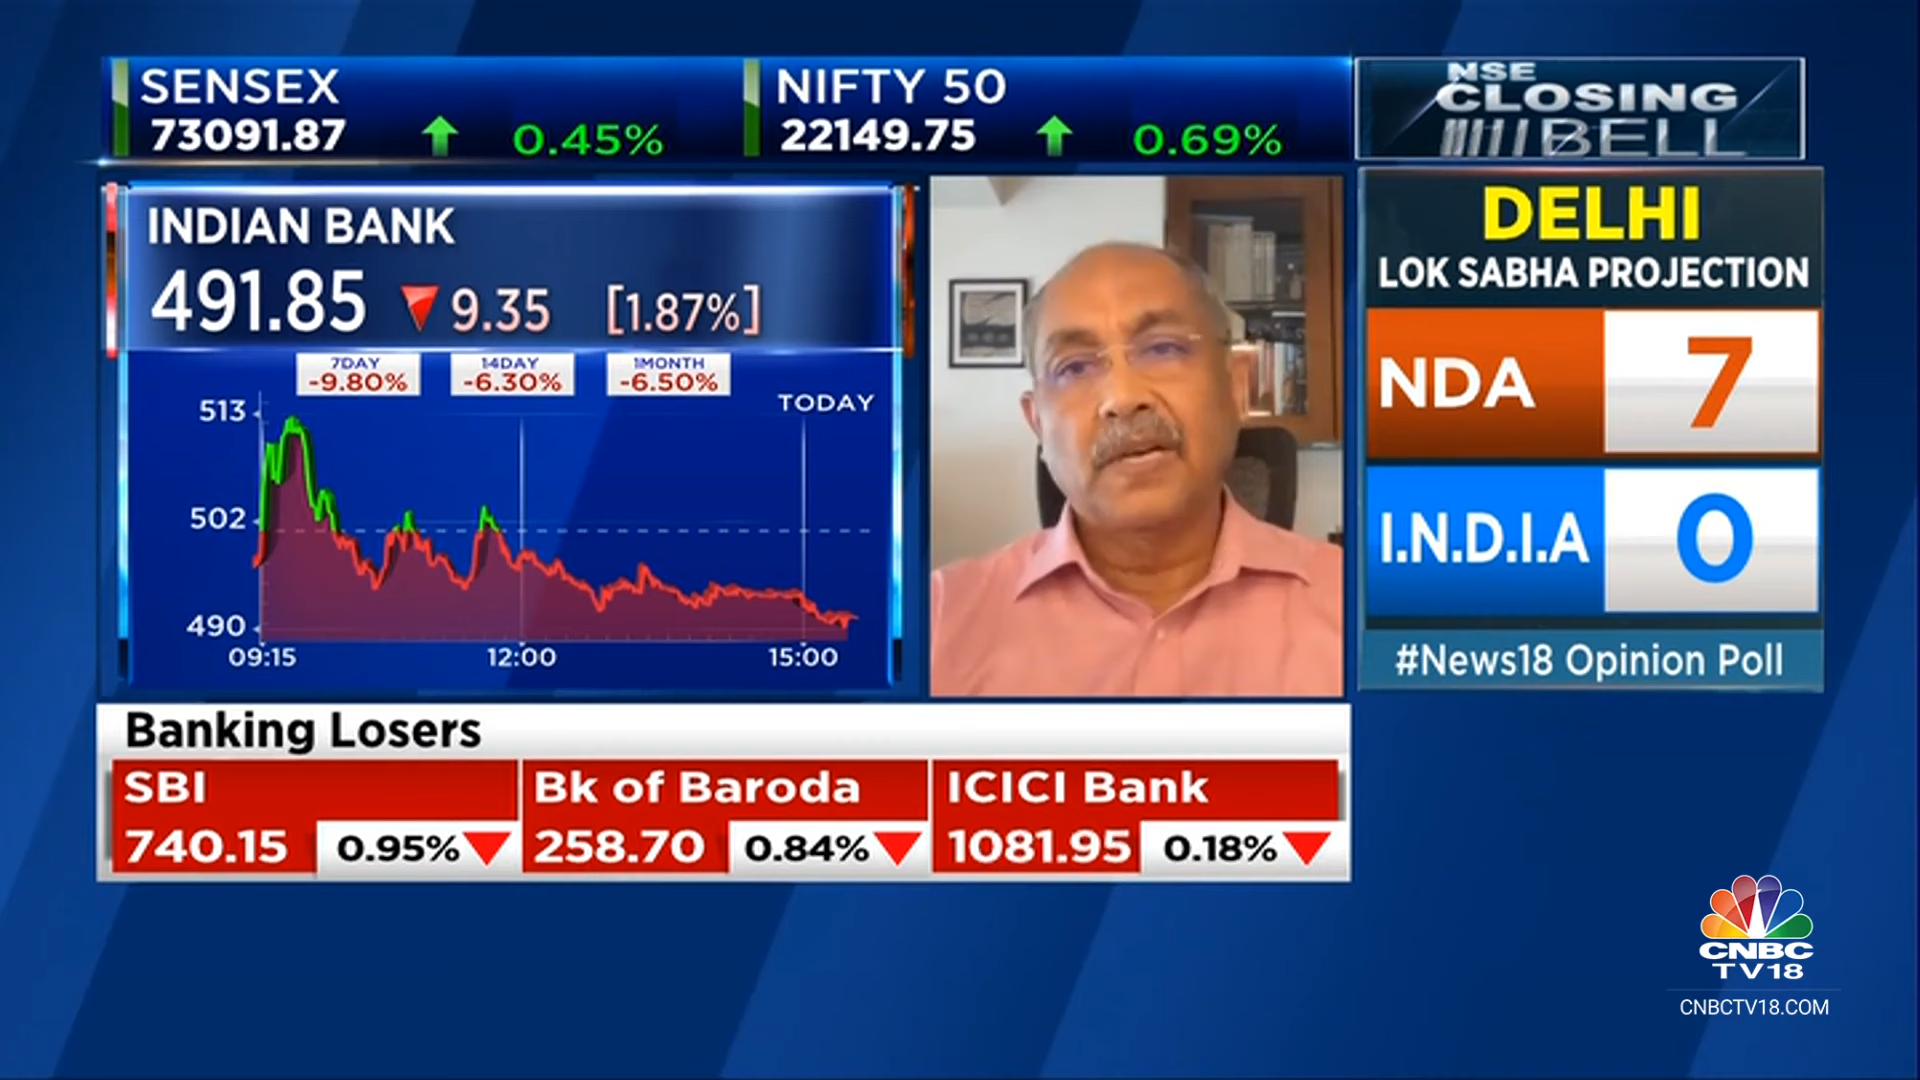 SENSEX
73091.87 0.45%
NIFTY 50
22149.75 0.69%
NSE
CLOSING
BELL
INDIAN BANK
491.85 9.35 [1.87%]
7DAY
-9.80%
14DAY
-6.30%
1MONTH
-6.50%
TODAY
513
502
490
09:15 12:00 15:00
DELHI
LOK SABHA PROJECTION
NDA 7
I.N.D.I.A 0
#News18 Opinion Poll
Banking Losers
SBI
740.15 0.95%
Bk of Baroda
258.70 0.84%
ICICI Bank
1081.95 0.18%
CNBC
TV18
CNBCTV18.COM